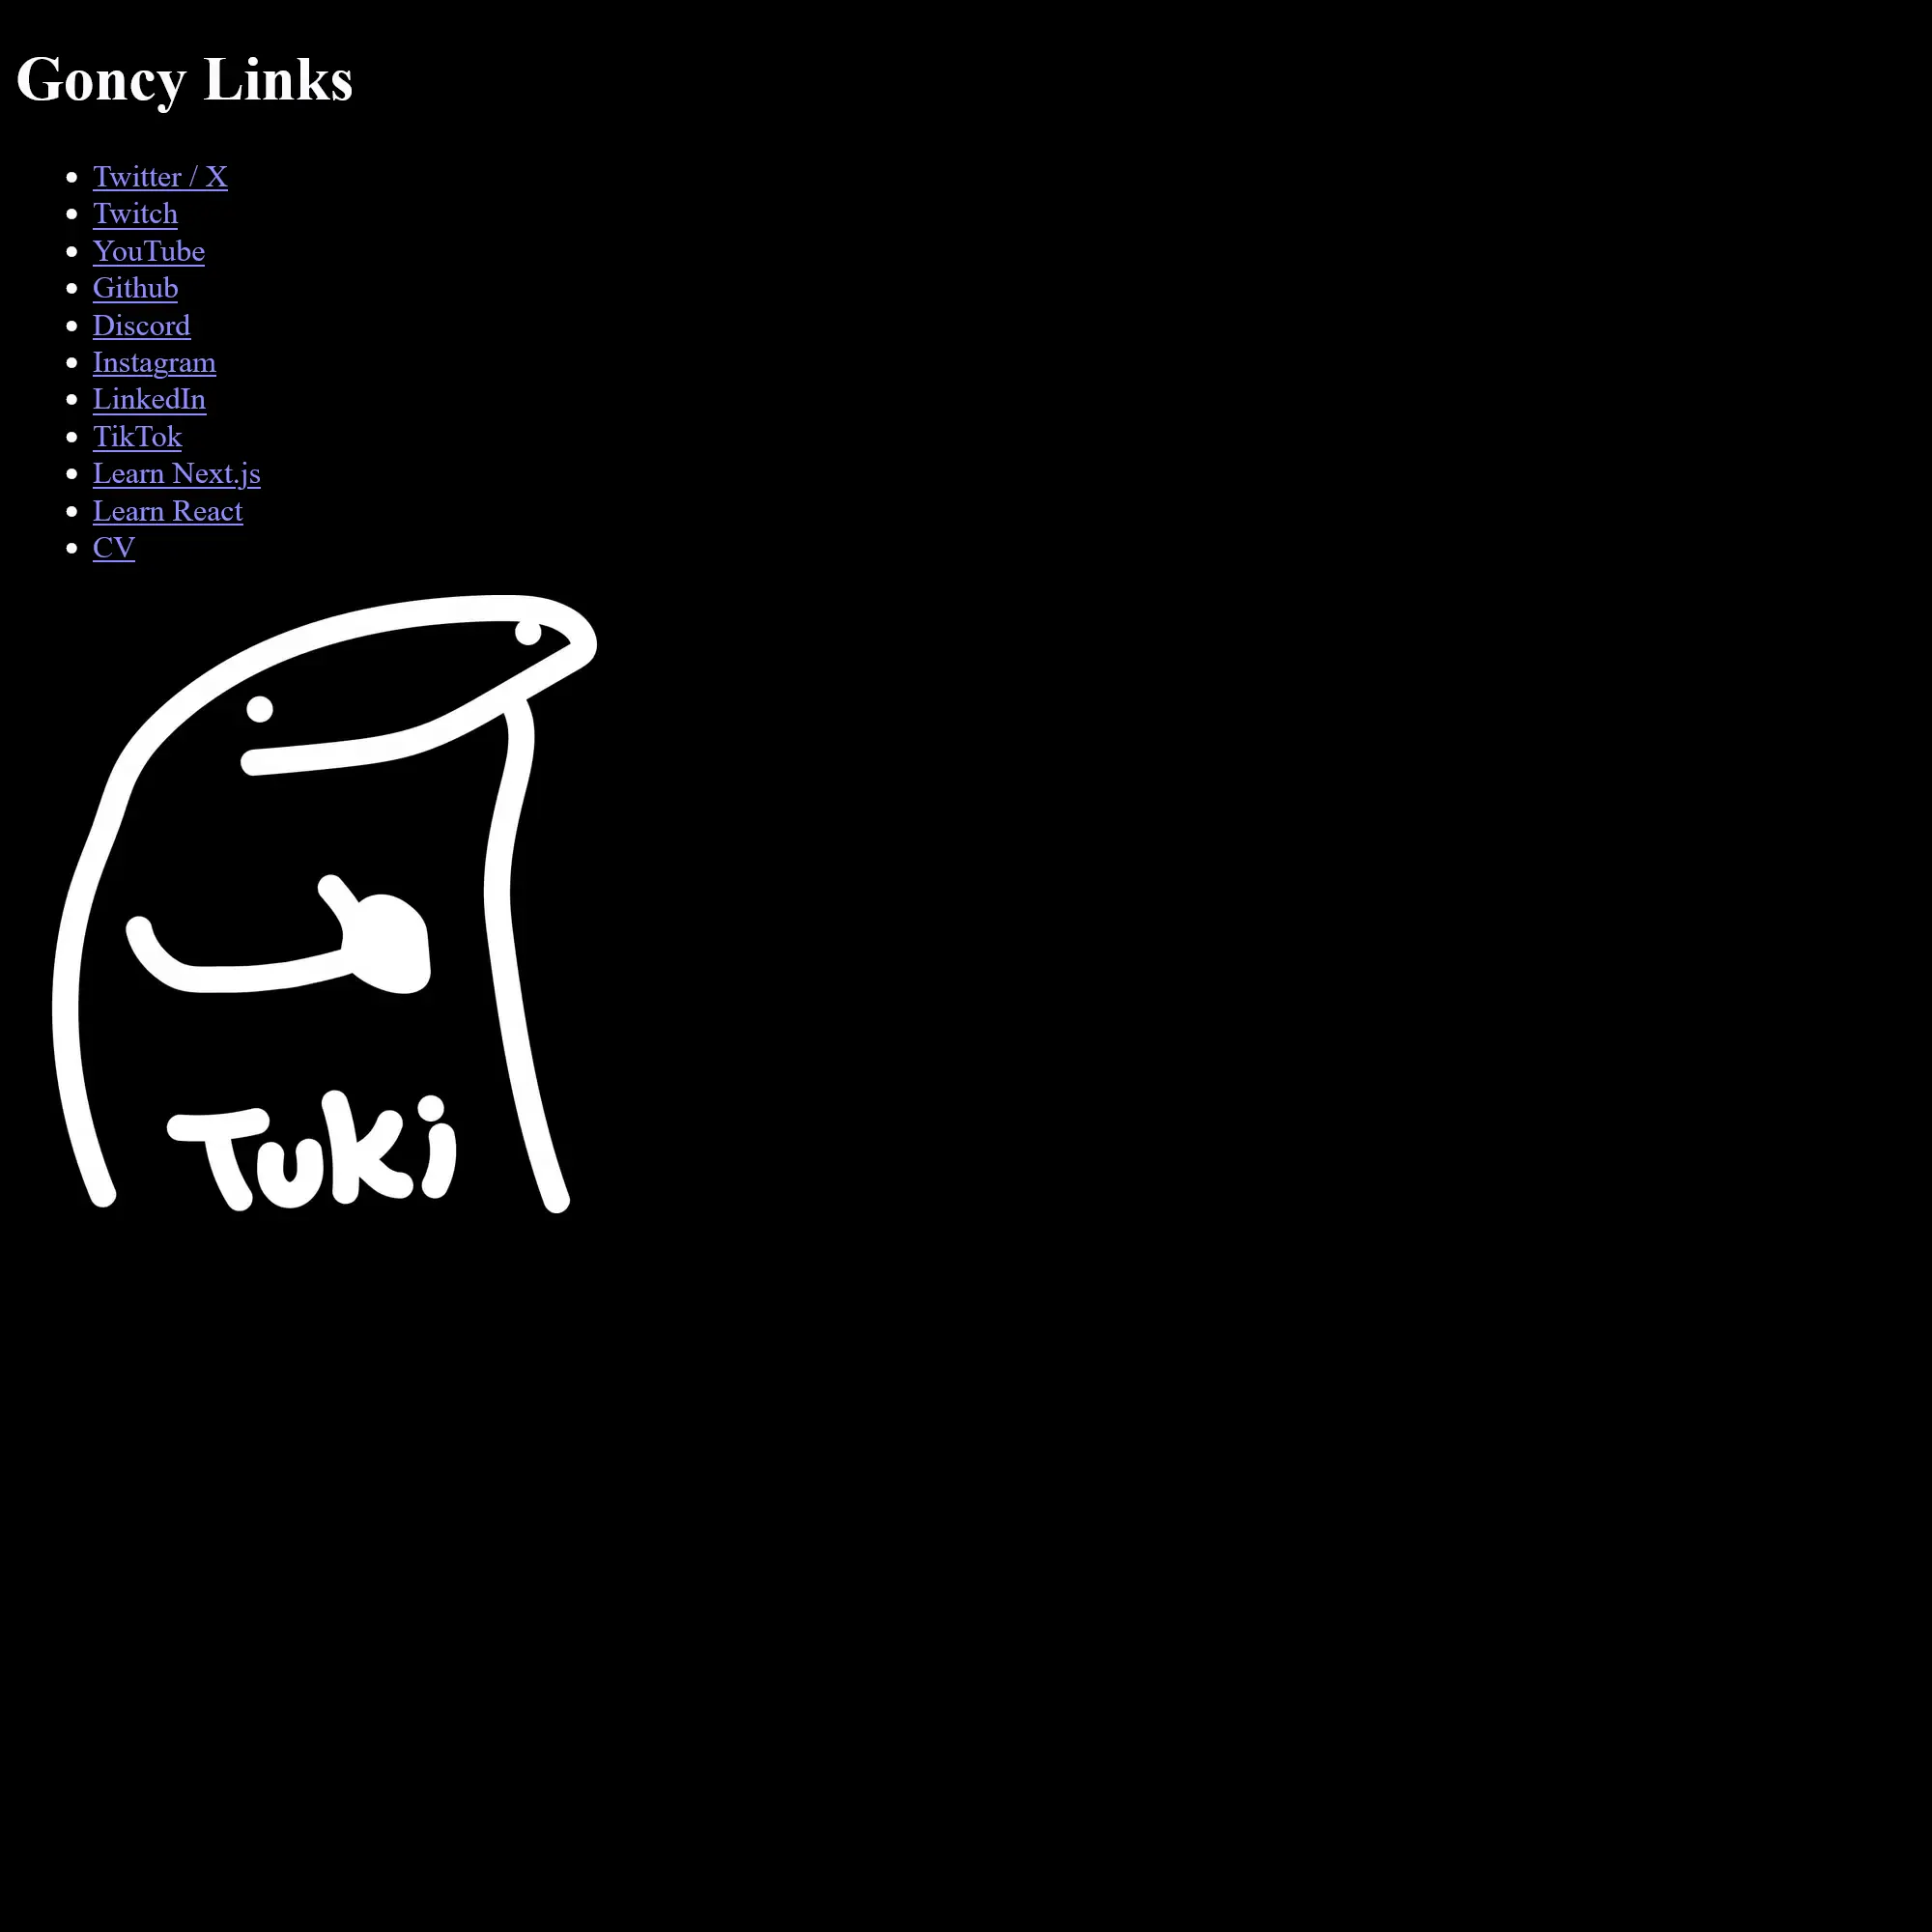 Goncy Links
Twitter / X
Twitch
YouTube
Github
Discord
Instagram
LinkedIn
TikTok
Learn Next.js
Learn React
CV
Tuki